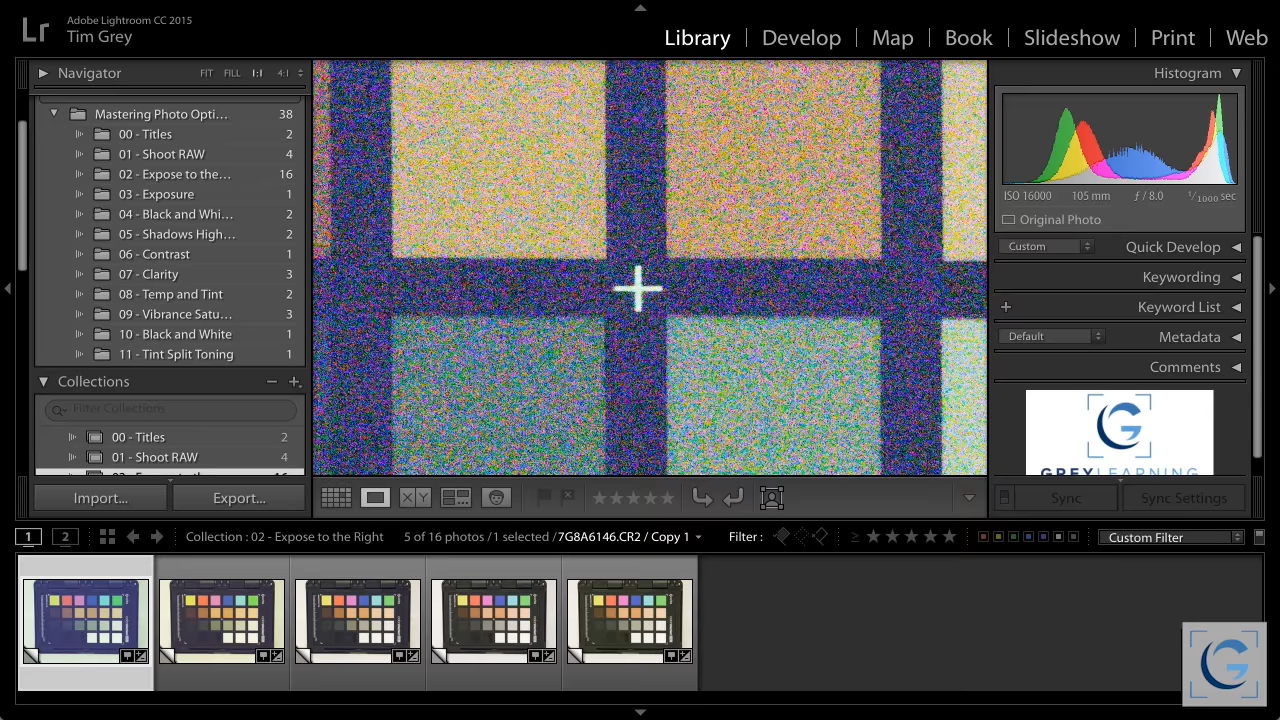 Lr
Adobe Lightroom CC 2015
Tim Grey
Library | Develop | Map | Book | Slideshow | Print | Web
Navigator FIT FILL 1:1 4:1
Mastering Photo Opti... 38
00 - Titles 2
01 - Shoot RAW 4
02 - Expose to the... 16
03 - Exposure 1
04 - Black and Whi... 2
05 - Shadows High... 2
06 - Contrast 1
07 - Clarity 3
08 - Temp and Tint 2
09 - Vibrance Satu... 3
10 - Black and White 1
11 - Tint Split Toning 1
Collections
Filter Collections
00 - Titles 2
01 - Shoot RAW 4
Import... Export...
Histogram
ISO 16000 105 mm ƒ / 8.0 1/1000 sec
Original Photo
Custom Quick Develop
Keywording
Keyword List
Default Metadata
Comments
G
GREYLEARNING
X Y
Sync Sync Settings
1 2 Collection : 02 - Expose to the Right 5 of 16 photos / 1 selected / 7G8A6146.CR2 / Copy 1 Filter : ≥ Custom Filter
G